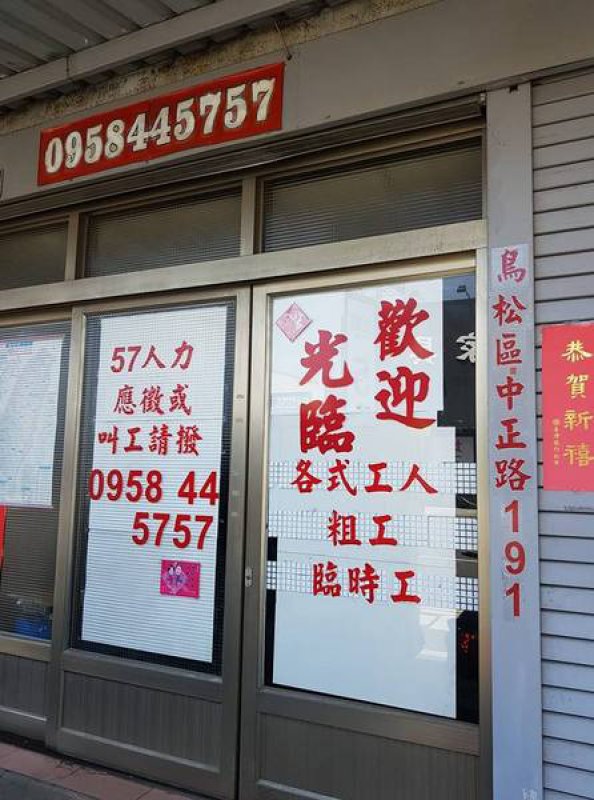 0958445757
57人力
應徵或
叫工請撥
0958 44
5757
歡迎
光臨
各式工人
粗工
臨時工
鳥松區中正路191
恭賀新禧